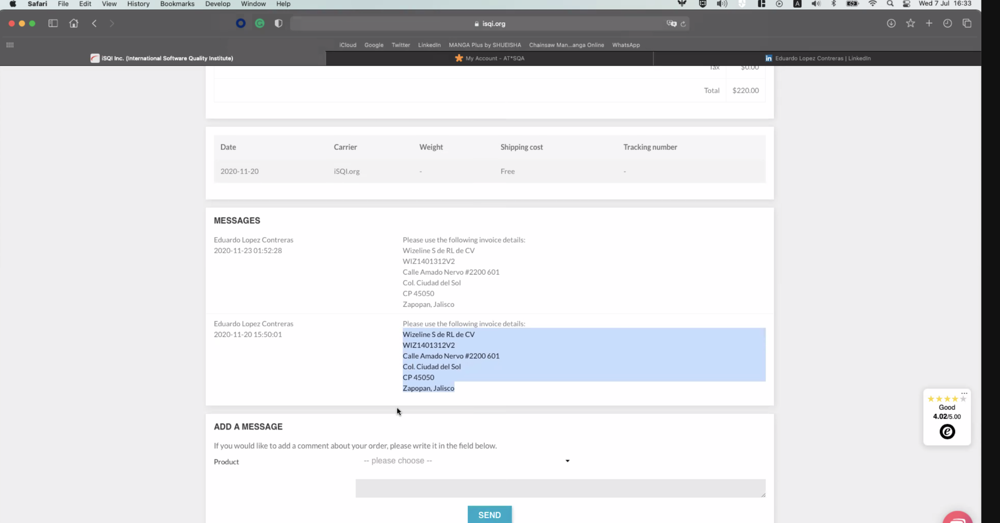 Safari File Edit View History Bookmarks Develop Window Help A Wed 7 Jul 16:33
isqi.org
iCloud Google Twitter LinkedIn MANGA Plus by SHUEISHA Chainsaw Man...anga Online WhatsApp
iSQI Inc. (International Software Quality Institute) My Account - AT*SQA in Eduardo Lopez Contreras | LinkedIn
Tax $0.00
Total $220.00
Date Carrier Weight Shipping cost Tracking number
2020-11-20 iSQI.org - Free -
MESSAGES
Eduardo Lopez Contreras Please use the following invoice details:
2020-11-23 01:52:28 Wizeline S de RL de CV
WIZ1401312V2
Calle Amado Nervo #2200 601
Col. Ciudad del Sol
CP 45050
Zapopan, Jalisco
Eduardo Lopez Contreras Please use the following invoice details:
2020-11-20 15:50:01 Wizeline S de RL de CV
WIZ1401312V2
Calle Amado Nervo #2200 601
Col. Ciudad del Sol
CP 45050
Zapopan, Jalisco
Good
4.02/5.00
ADD A MESSAGE
If you would like to add a comment about your order, please write it in the field below.
Product -- please choose --
SEND